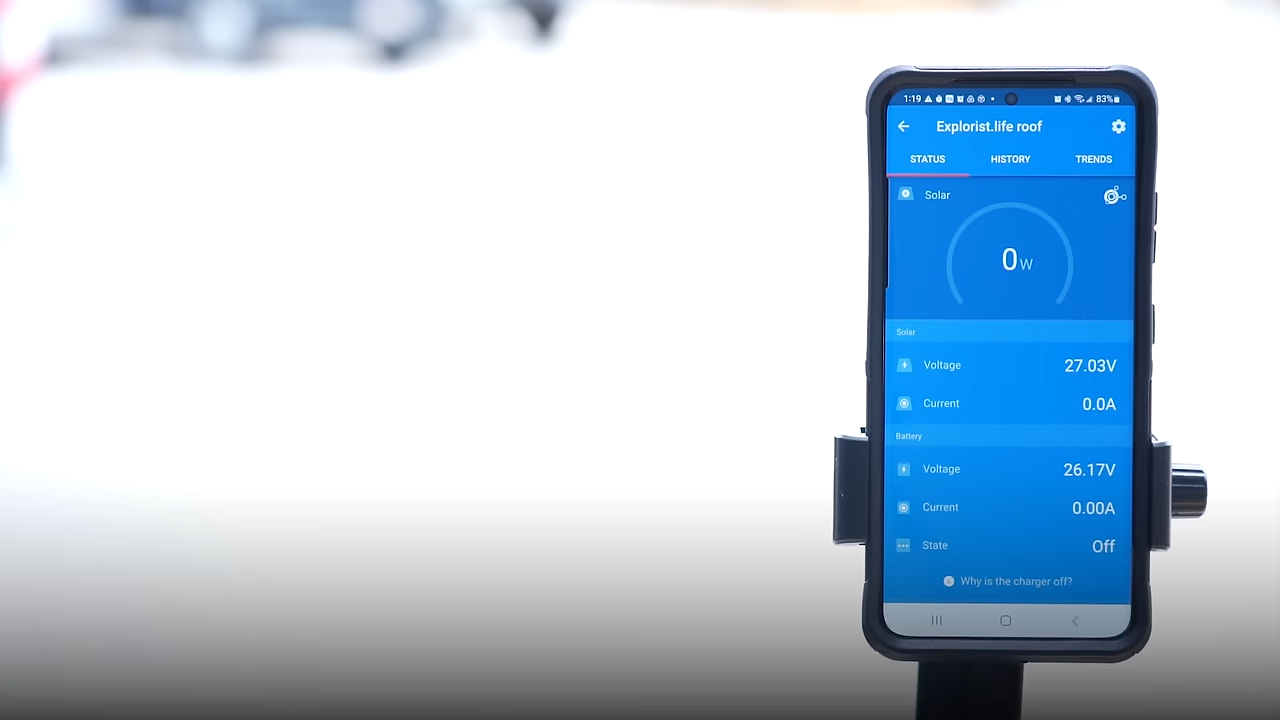 1:19 83%
Explorist.life roof
STATUS HISTORY TRENDS
Solar
0W
Solar
Voltage 27.03V
Current 0.0A
Battery
Voltage 26.17V
Current 0.00A
State Off
Why is the charger off?